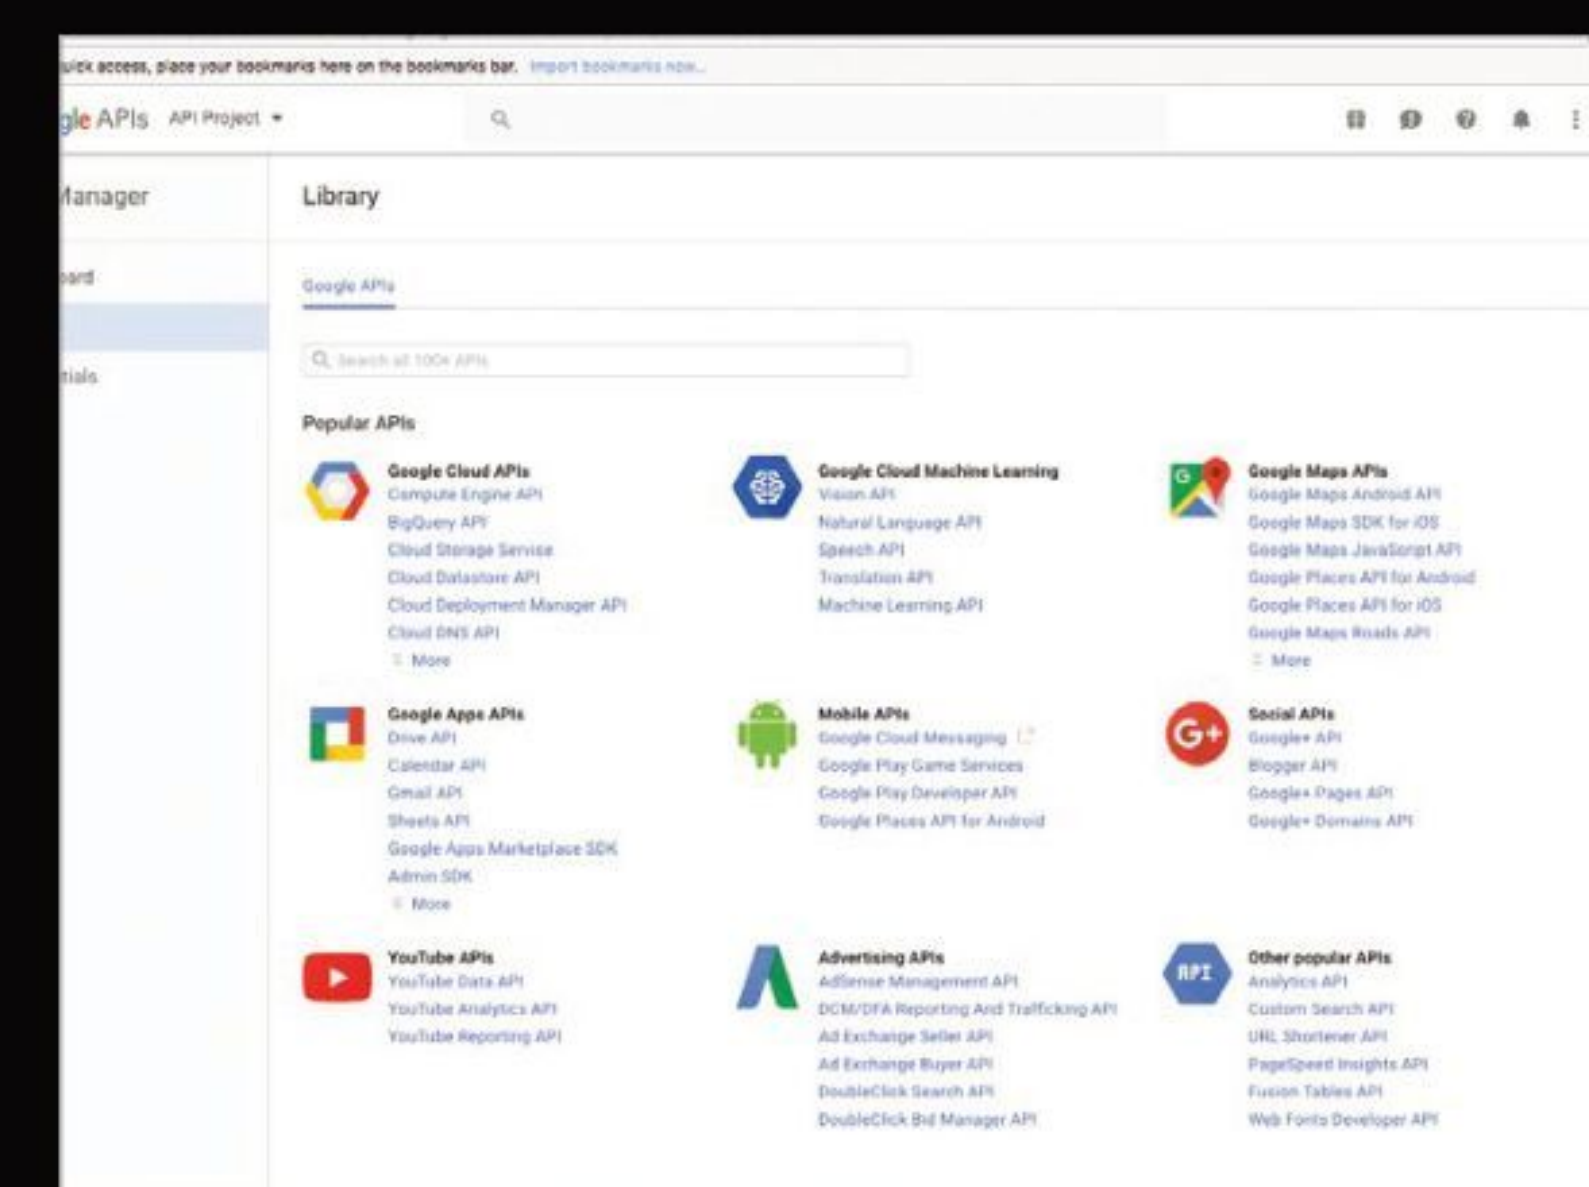 uick access, place your bookmarks here on the bookmarks bar. Import bookmarks now...
gle APIs API Project
Manager
Library
oard
Google APIs
Search all 100+ APIs
tials
Popular APIs
Google Cloud APIs
Compute Engine API
BigQuery API
Cloud Storage Service
Cloud Datastore API
Cloud Deployment Manager API
Cloud DNS API
More
Google Cloud Machine Learning
Vision API
Natural Language API
Speech API
Translation API
Machine Learning API
Google Maps APIs
Google Maps Android API
Google Maps SDK for iOS
Google Maps JavaScript API
Google Places API for Android
Google Places API for iOS
Google Maps Roads API
More
Google Apps APIs
Drive API
Calendar API
Gmail API
Sheets API
Google Apps Marketplace SDK
Admin SDK
More
Mobile APIs
Google Cloud Messaging
Google Play Game Services
Google Play Developer API
Google Places API for Android
G+
Social APIs
Google+ API
Blogger API
Google+ Pages API
Google+ Domains API
YouTube APIs
YouTube Data API
YouTube Analytics API
YouTube Reporting API
Advertising APIs
AdSense Management API
DCM/DFA Reporting And Trafficking API
Ad Exchange Seller API
Ad Exchange Buyer API
DoubleClick Search API
DoubleClick Bid Manager API
API
Other popular APIs
Analytics API
Custom Search API
URL Shortener API
PageSpeed Insights API
Fusion Tables API
Web Fonts Developer API